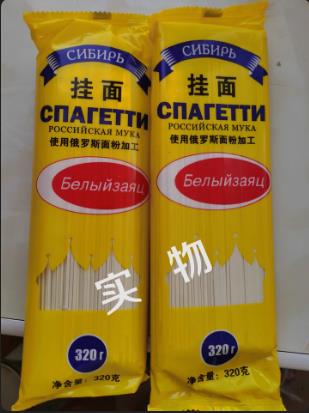 СИБИРЬ
挂面
СПАГЕТТИ
РОССИЙСКАЯ МУКА
使用俄罗斯面粉加工
Белыйзаяц
320г
净含量：320克
СИБИРЬ
挂面
СПАГЕТТИ
РОССИЙСКАЯ МУКА
使用俄罗斯面粉加工
Белыйзаяц
320г
净含量：320克
实物